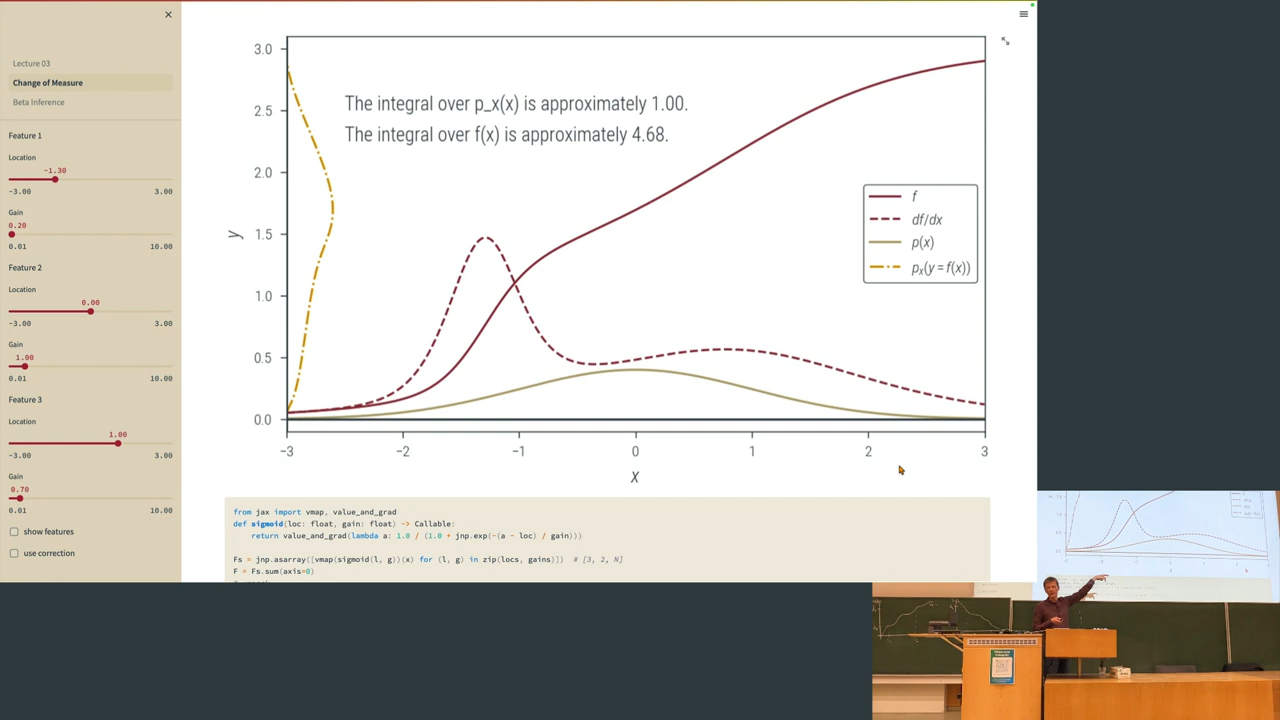 Lecture 03
Change of Measure
Beta Inference
Feature 1
Location
-1.30
-3.00 3.00
Gain
0.20
0.01 10.00
Feature 2
Location
0.00
-3.00 3.00
Gain
1.00
0.01 10.00
Feature 3
Location
1.00
-3.00 3.00
Gain
0.70
0.01 10.00
show features
use correction
3.0
2.5
2.0
1.5
1.0
0.5
0.0
y
The integral over p_x(x) is approximately 1.00.
The integral over f(x) is approximately 4.68.
f
df/dx
p(x)
pₓ(y = f(x))
−3 −2 −1 0 1 2 3
x
from jax import vmap, value_and_grad
def sigmoid(loc: float, gain: float) -> Callable:
return value_and_grad(lambda a: 1.0 / (1.0 + jnp.exp(-(a - loc) / gain)))
Fs = jnp.asarray([vmap(sigmoid(l, g))(x) for (l, g) in zip(locs, gains)]) # [3, 2, N]
F = Fs.sum(axis=0)